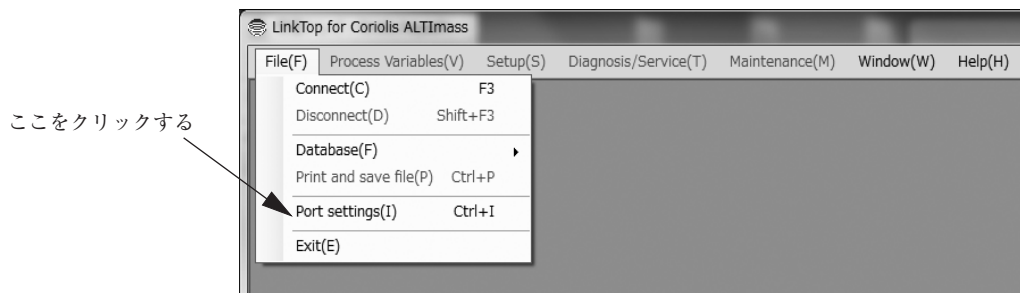 LinkTop for Coriolis ALTImass
File(F) Process Variables(V) Setup(S) Diagnosis/Service(T) Maintenance(M) Window(W) Help(H)
Connect(C) F3
Disconnect(D) Shift+F3
ここをクリックする
Database(F)
Print and save file(P) Ctrl+P
Port settings(I) Ctrl+I
Exit(E)